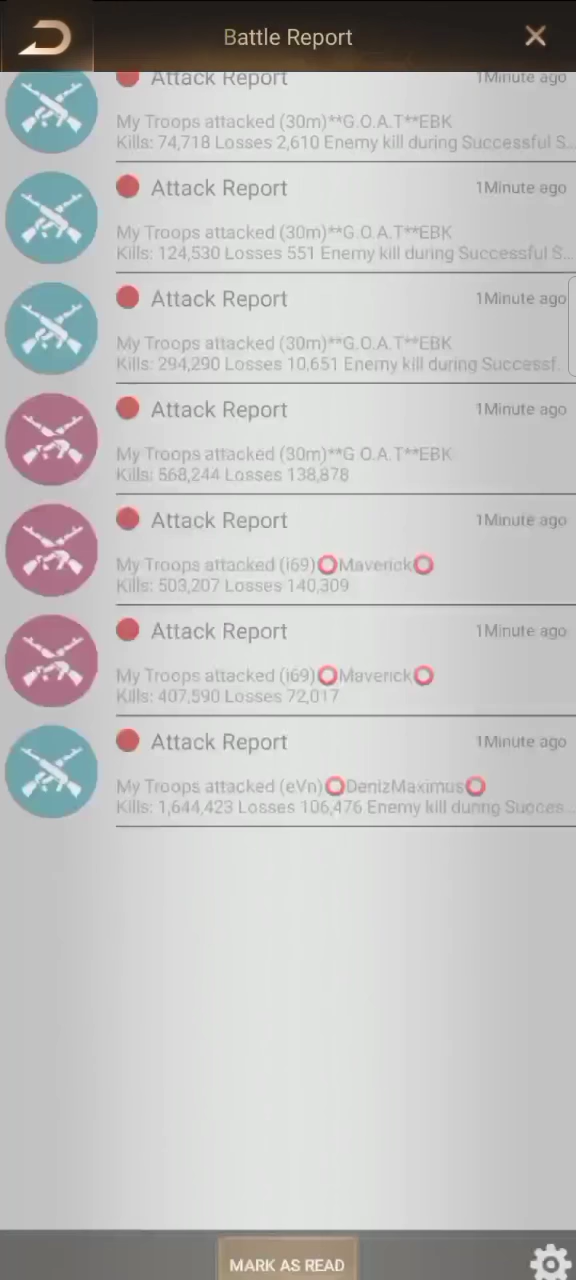 Battle Report
Attack Report
1Minute ago
My Troops attacked (30m)**G.O.A.T**EBK
Kills: 74,718 Losses 2,610 Enemy kill during Successful S...
Attack Report
1Minute ago
My Troops attacked (30m)**G.O.A.T**EBK
Kills: 124,530 Losses 551 Enemy kill during Successful S...
Attack Report
1Minute ago
My Troops attacked (30m)**G.O.A.T**EBK
Kills: 294,290 Losses 10,651 Enemy kill during Successf...
Attack Report
1Minute ago
My Troops attacked (30m)**G.O.A.T**EBK
Kills: 568,244 Losses 138,878
Attack Report
1Minute ago
My Troops attacked (i69)⭕Maverick⭕
Kills: 503,207 Losses 140,309
Attack Report
1Minute ago
My Troops attacked (i69)⭕Maverick⭕
Kills: 407,590 Losses 72,017
Attack Report
1Minute ago
My Troops attacked (eVn)⭕DenizMaximus⭕
Kills: 1,644,423 Losses 106,476 Enemy kill during Succes...
MARK AS READ